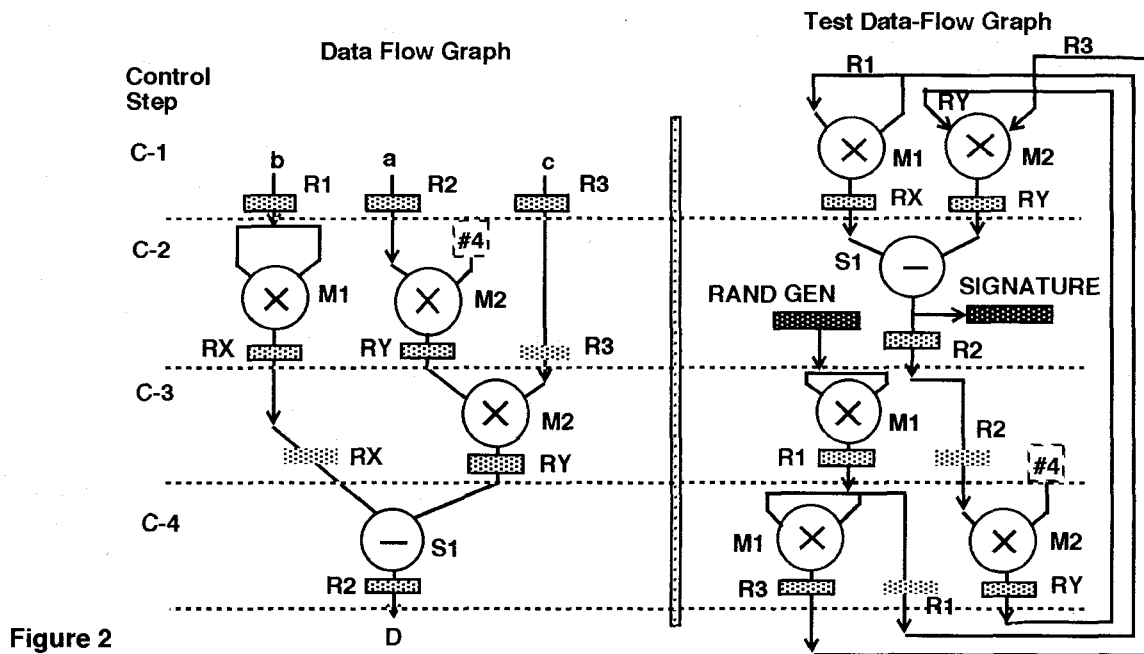 Data Flow Graph
Test Data-Flow Graph
Control
Step
R1
R3
RY
C-1
b
a
c
R1
R2
R3
M1
M2
RX
RY
C-2
#4
M1
M2
S1
RAND GEN
SIGNATURE
RX
RY
R3
R2
C-3
M2
M1
RX
RY
R1
R2
#4
C-4
S1
M1
M2
R2
R3
R1
RY
D
Figure 2